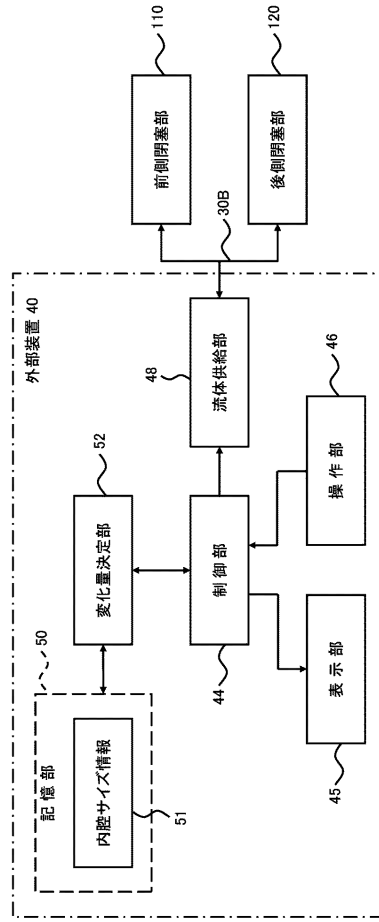 外部装置 40
50
記憶部
内腔サイズ情報
51
52
変化量決定部
制御部
44
表示部
45
操作部
46
流体供給部
48
30B
前側閉塞部
110
後側閉塞部
120